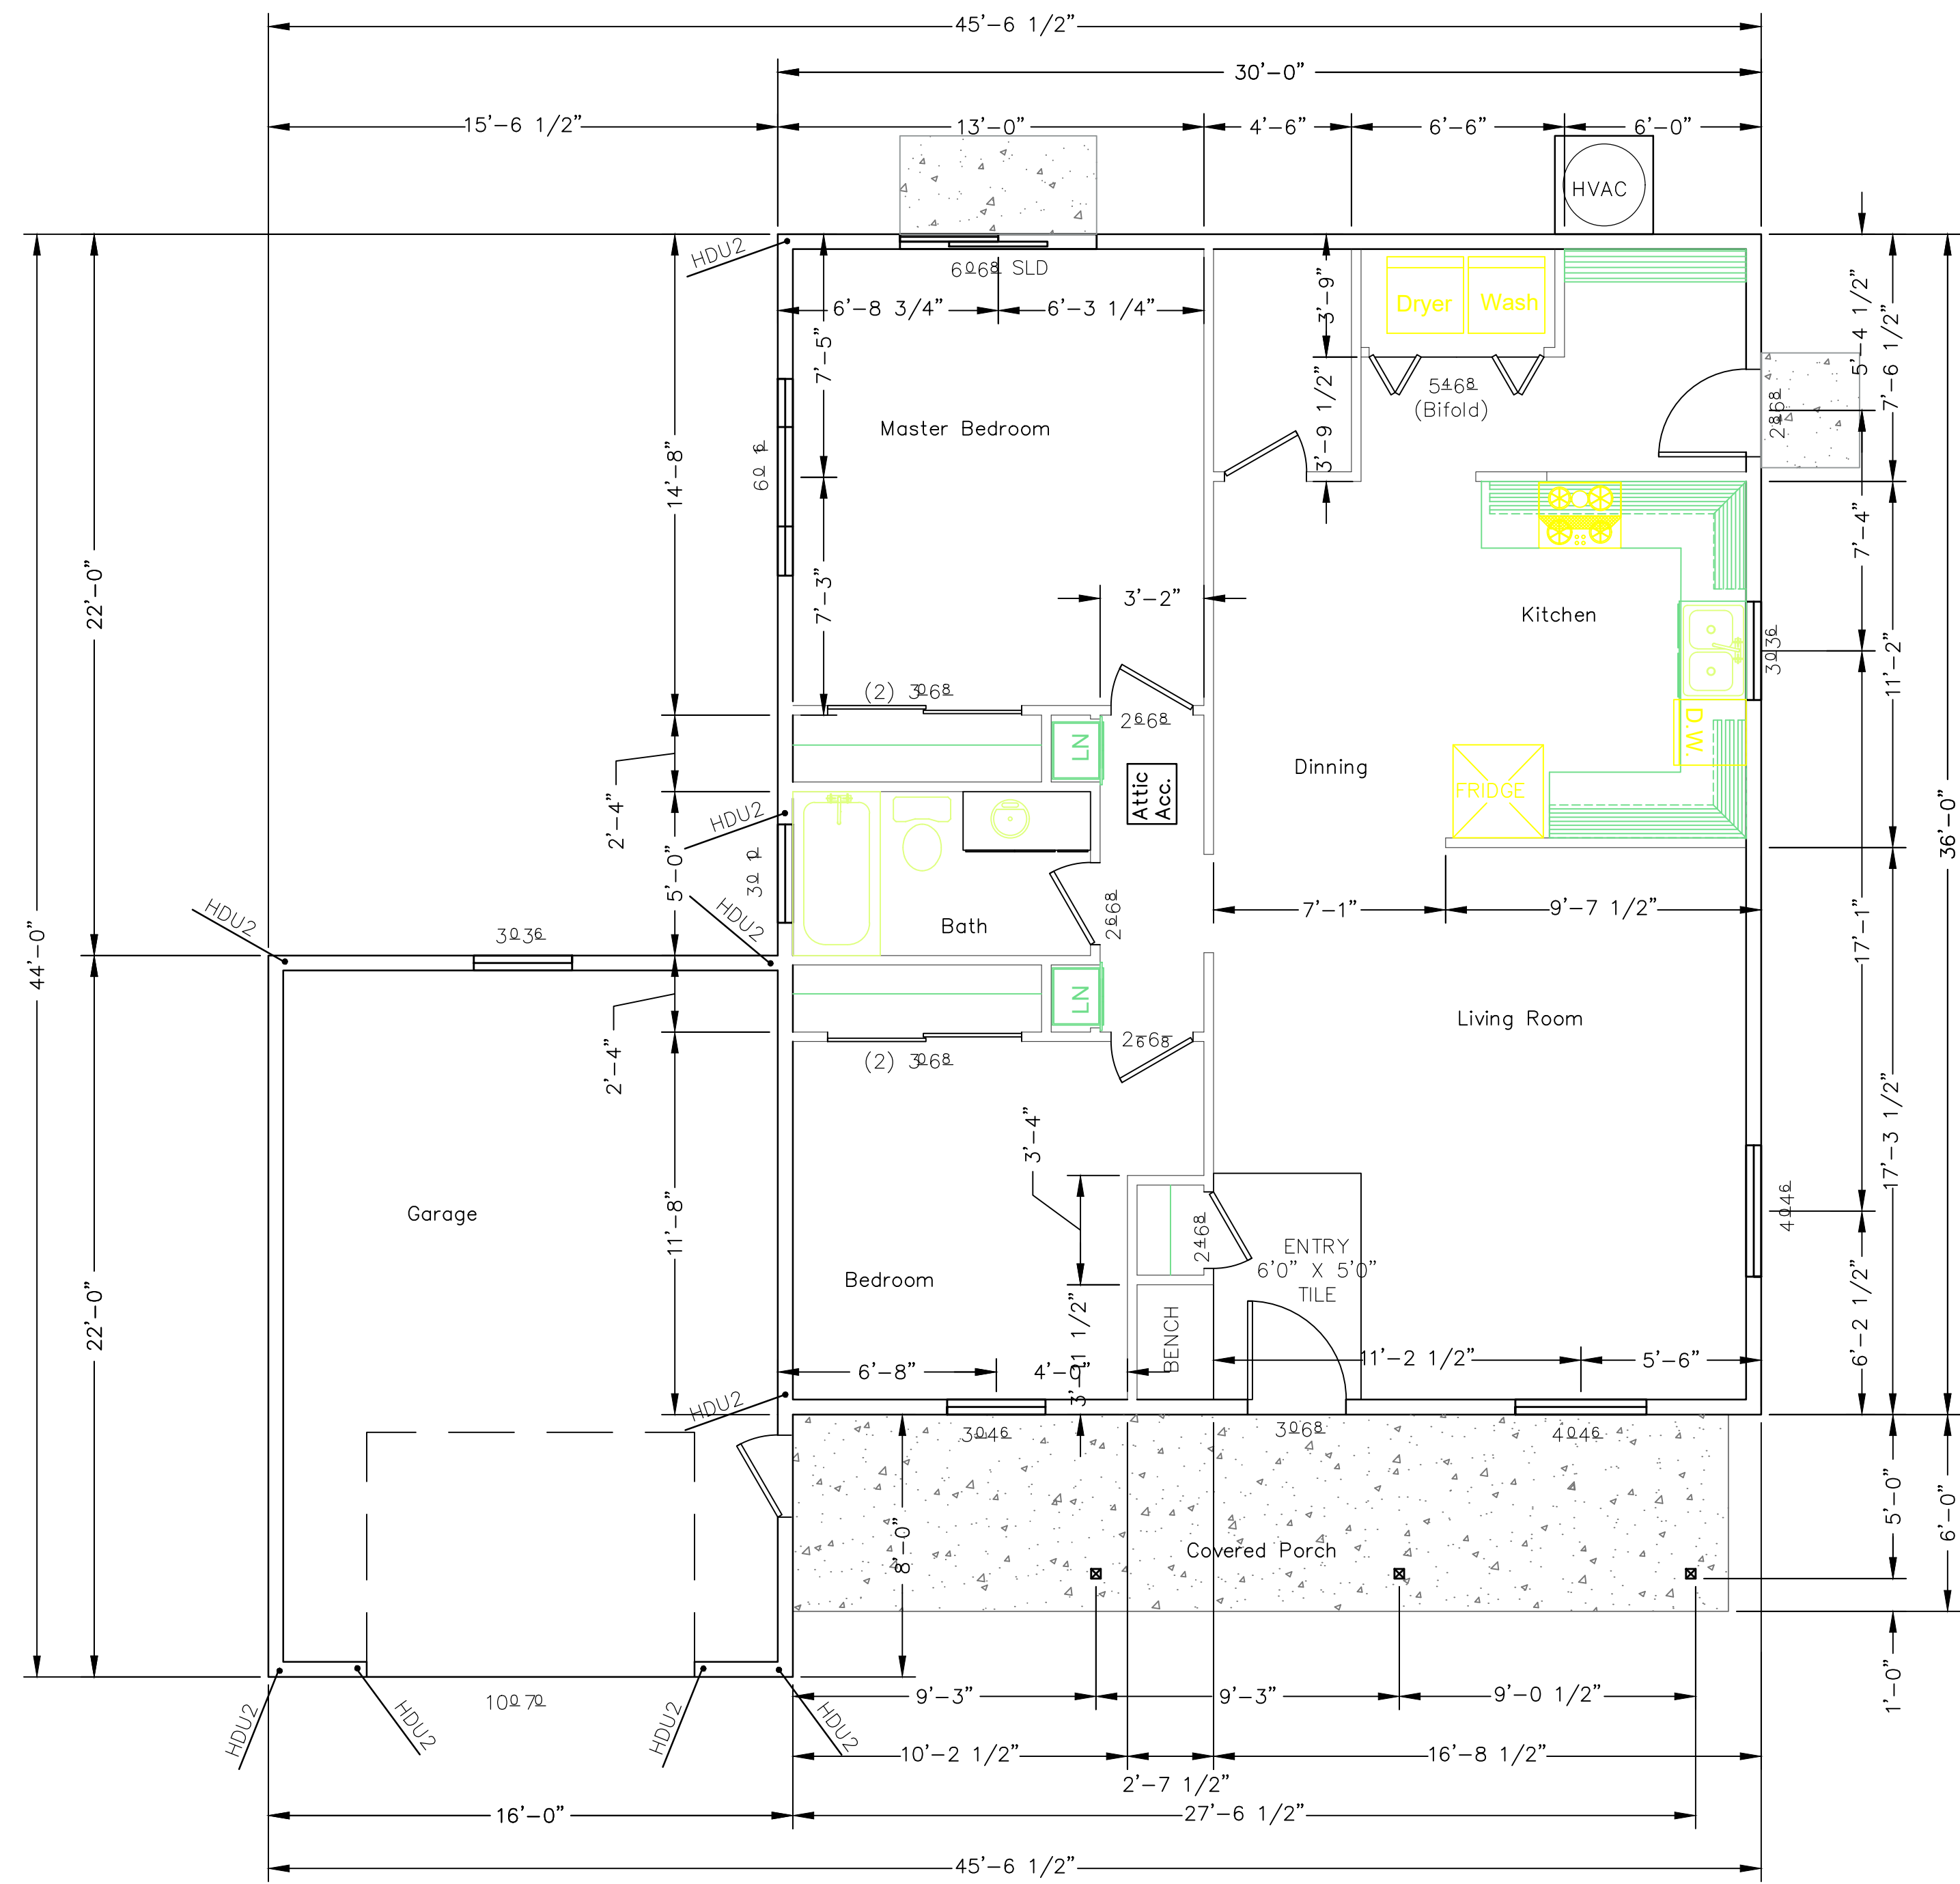 45'-6 1/2"
30'-0"
15'-6 1/2"
13'-0"
4'-6"
6'-6"
6'-0"
HVAC
HDU2
6068 SLD
6'-8 3/4"
6'-3 1/4"
3'-9"
Dryer
Wash
5'-4 1/2"
7'-6 1/2"
7'-5"
5468
(Bifold)
3'-9 1/2"
2868
Master Bedroom
14'-8"
60 16
7'-4"
22'-0"
7'-3"
3'-2"
Kitchen
3036
11'-2"
(2) 3068
2668
LN
D.W.
Dinning
Attic
Acc.
FRIDGE
2'-4"
HDU2
5'-0"
30 10
36'-0"
HDU2
HDU2
3036
Bath
2668
7'-1"
9'-7 1/2"
17'-1"
44'-0"
LN
Living Room
2'-4"
(2) 3068
2668
3'-4"
17'-3 1/2"
Garage
11'-8"
4046
2468
ENTRY
6'0" X 5'0"
TILE
Bedroom
22'-0"
BENCH
3'-11 1/2"
6'-2 1/2"
6'-8"
4'-0"
11'-2 1/2"
5'-6"
HDU2
3046
3068
4046
8'-0"
Covered Porch
5'-0"
6'-0"
1'-0"
HDU2
HDU2
1070
HDU2
HDU2
9'-3"
9'-3"
9'-0 1/2"
10'-2 1/2"
2'-7 1/2"
16'-8 1/2"
16'-0"
27'-6 1/2"
45'-6 1/2"